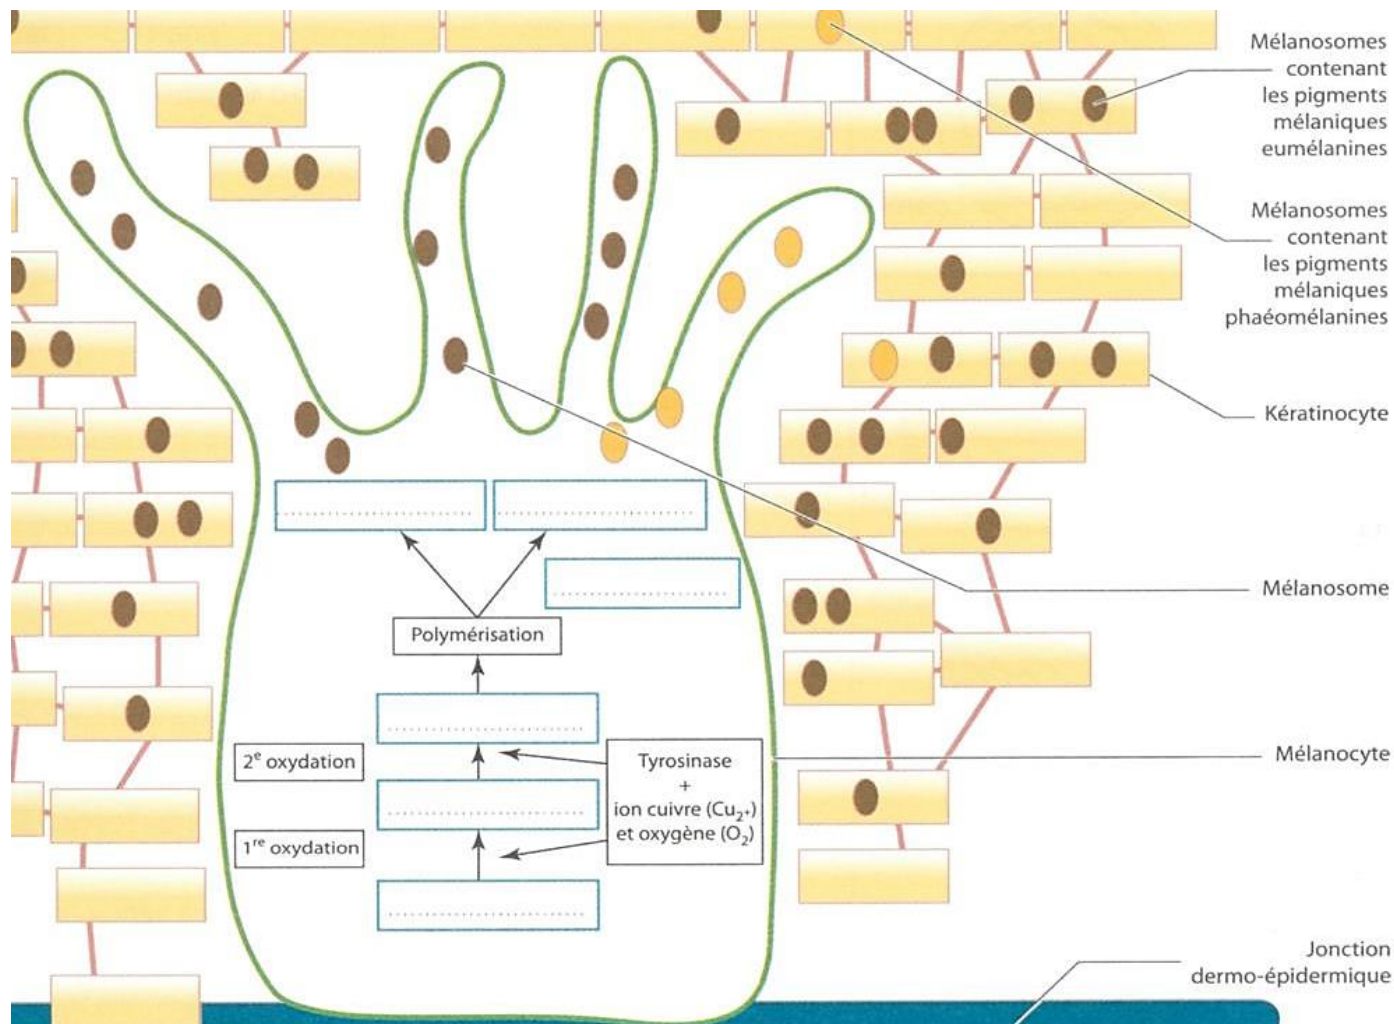 Mélanosomes
contenant
les pigments
mélaniques
eumélanines
Mélanosomes
contenant
les pigments
mélaniques
phaéomélanines
Kératinocyte
Mélanosome
Polymérisation
2e oxydation
Tyrosinase
+
ion cuivre (Cu2+)
et oxygène (O2)
1re oxydation
Mélanocyte
Jonction
dermo-épidermique